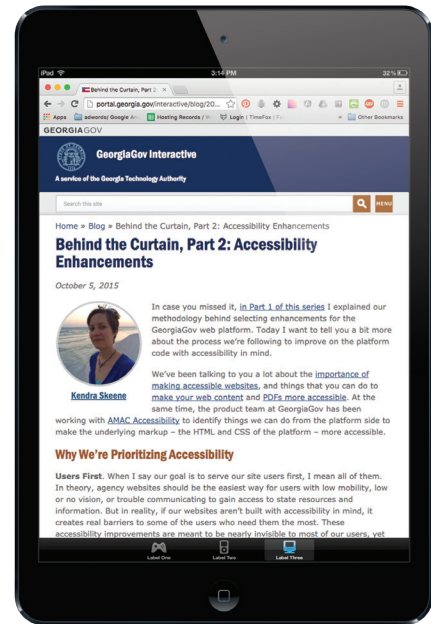 iPad 3:14 PM 32%
Behind the Curtain, Part 2:
portal.georgia.gov/interactive/blog/20...
Apps adwords/ Google Hosting Records / Login | TimeFox | Other Bookmarks
GEORGIAGOV
GeorgiaGov Interactive
A service of the Georgia Technology Authority
Search this site MENU
Home » Blog » Behind the Curtain, Part 2: Accessibility Enhancements
Behind the Curtain, Part 2: Accessibility
Enhancements
October 5, 2015
In case you missed it, in Part 1 of this series I explained our
methodology behind selecting enhancements for the
GeorgiaGov web platform. Today I want to tell you a bit more
about the process we're following to improve on the platform
code with accessibility in mind.
Kendra Skeene
We've been talking to you a lot about the importance of
making accessible websites, and things that you can do to
make your web content and PDFs more accessible. At the
same time, the product team at GeorgiaGov has been
working with AMAC Accessibility to identify things we can do from the platform side to
make the underlying markup – the HTML and CSS of the platform – more accessible.
Why We're Prioritizing Accessibility
Users First. When I say our goal is to serve our site users first, I mean all of them.
In theory, agency websites should be the easiest way for users with low mobility, low
or no vision, or trouble communicating to gain access to state resources and
information. But in reality, if our websites aren't built with accessibility in mind, it
creates real barriers to some of the users who need them the most. These
accessibility improvements are meant to be nearly invisible to most of our users, yet
Label One Label Two Label Three